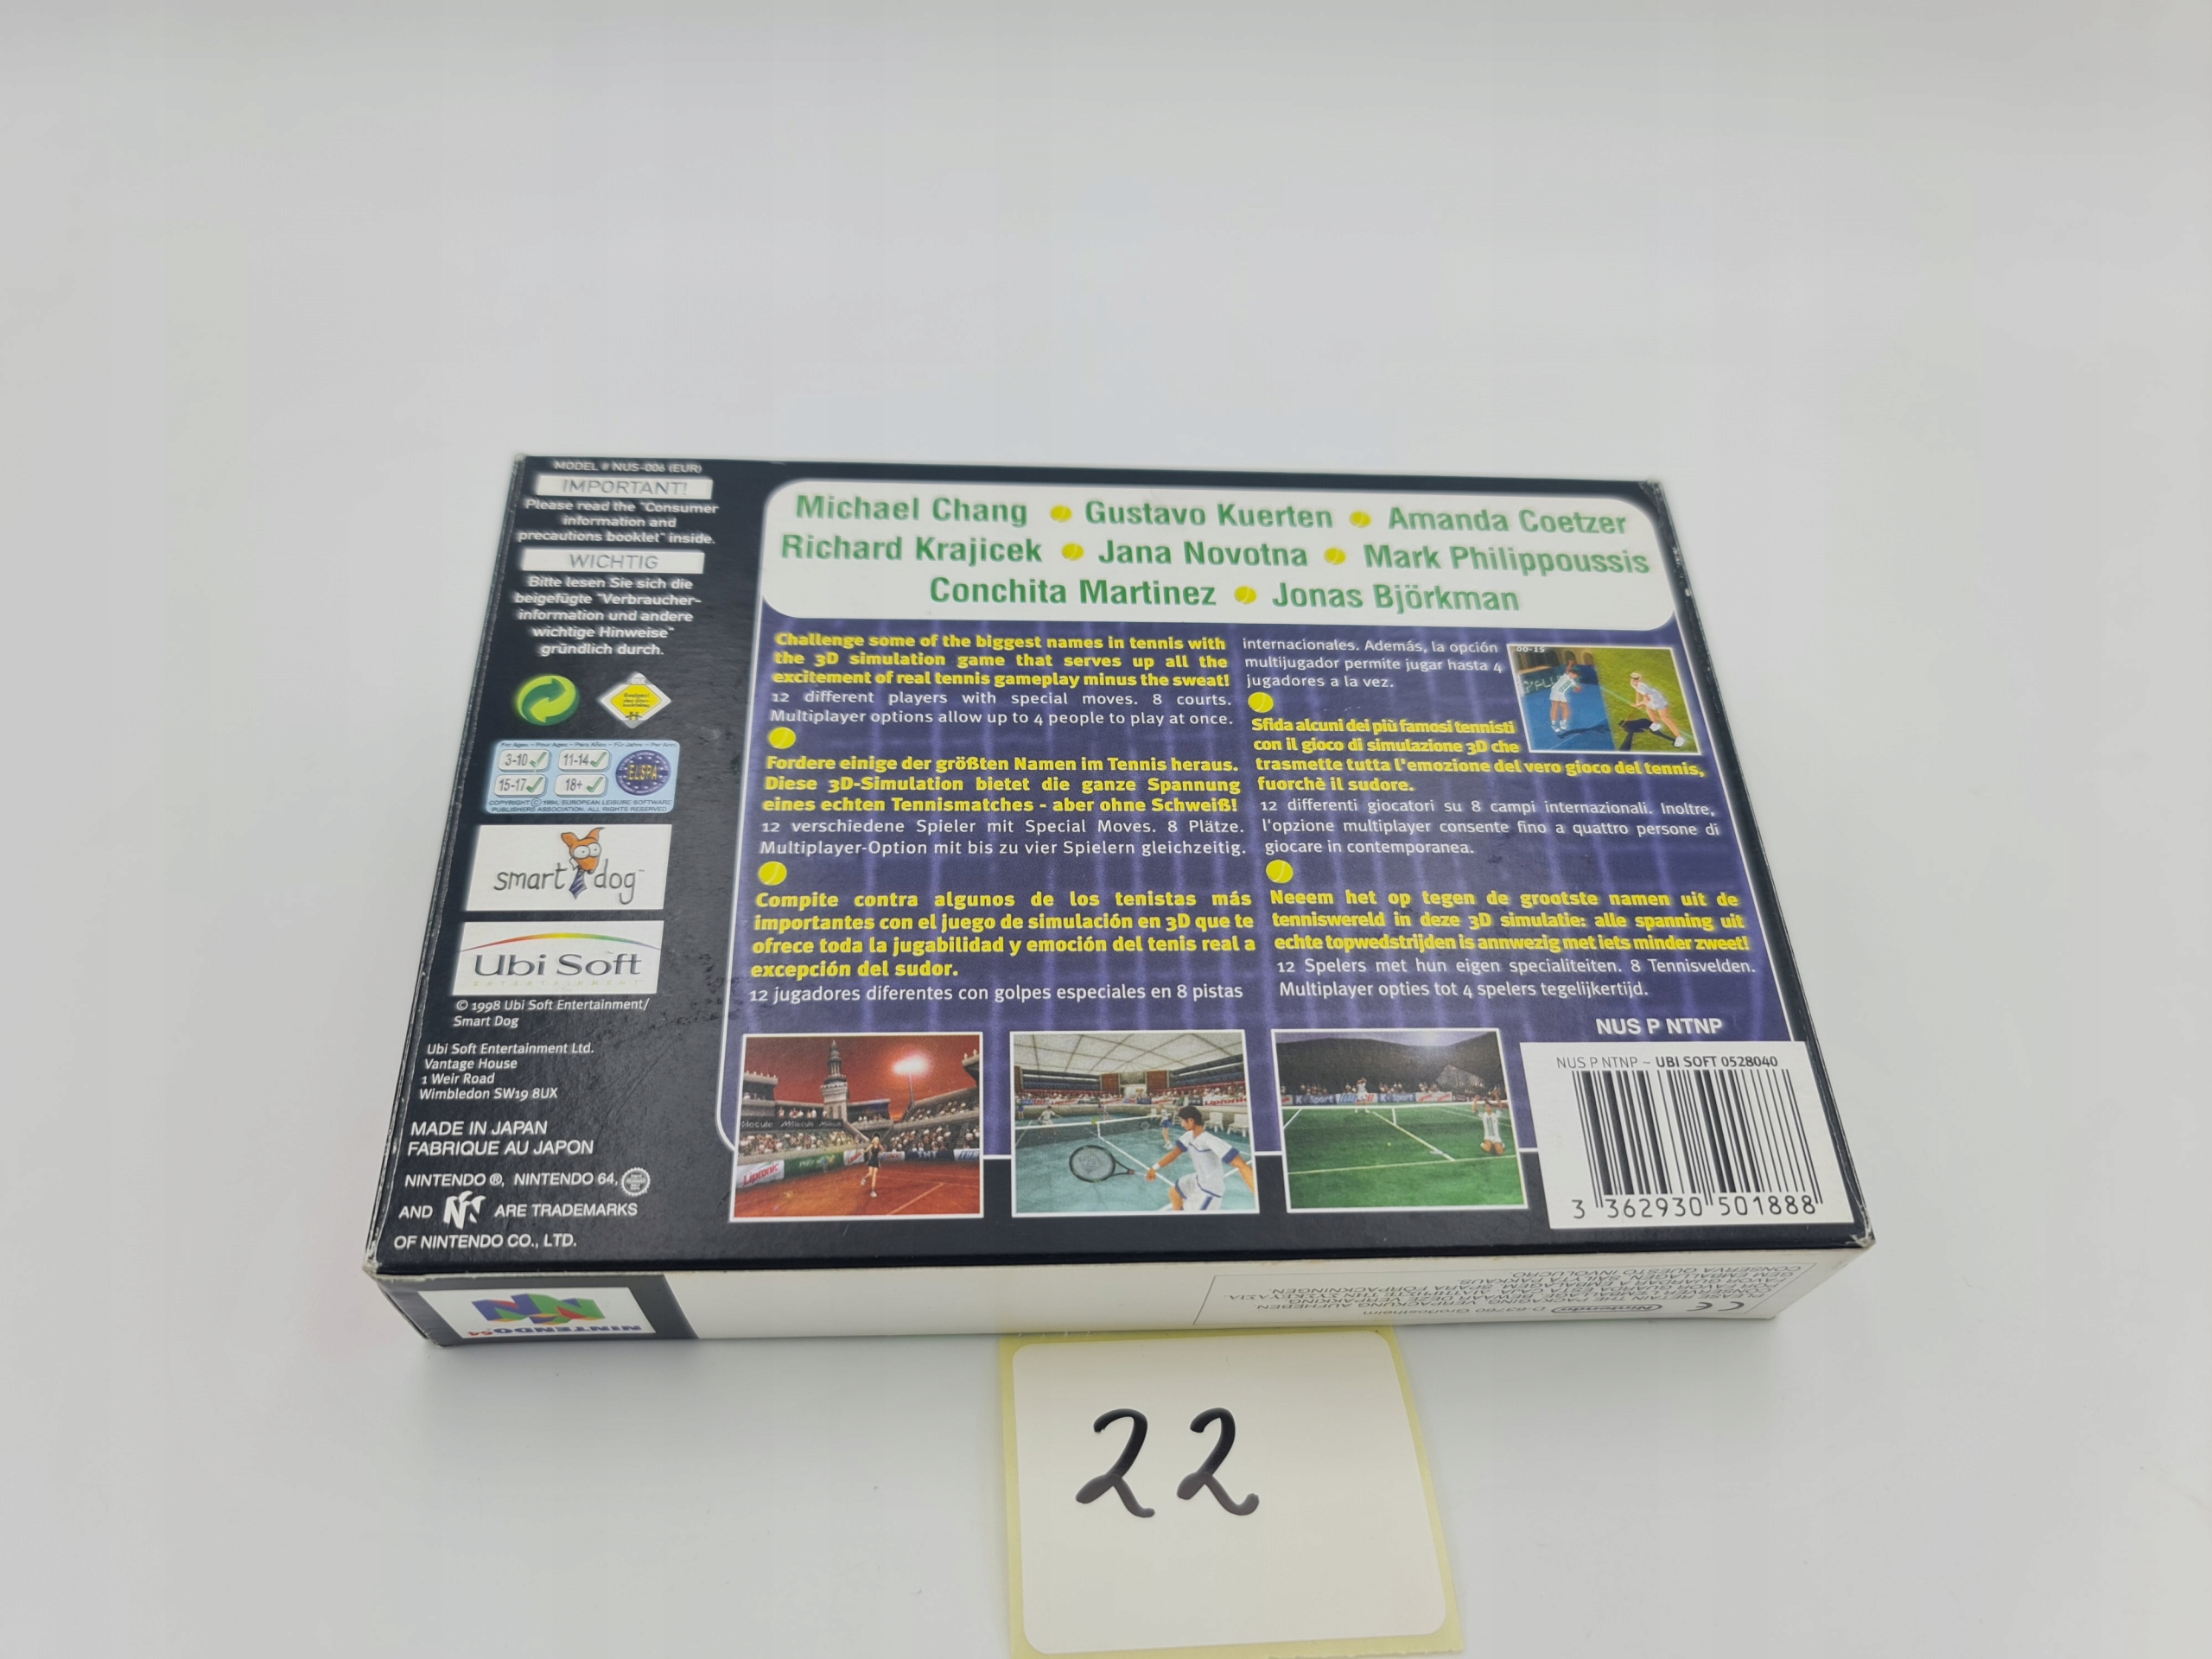 MODEL # NUS-006 (EUR)
IMPORTANT!
Please read the "Consumer
information and
precautions booklet" inside.
WICHTIG
Bitte lesen Sie sich die
beigefügte "Verbraucher-
information und andere
wichtige Hinweise"
gründlich durch.
3-10 11-14
15-17 18+
ELSPA
smart dog
Ubi Soft
ENTERTAINMENT
© 1998 Ubi Soft Entertainment/
Smart Dog
Ubi Soft Entertainment Ltd.
Vantage House
1 Weir Road
Wimbledon SW19 8UX
MADE IN JAPAN
FABRIQUE AU JAPON
NINTENDO ®, NINTENDO 64,
AND ARE TRADEMARKS
OF NINTENDO CO., LTD.
Michael Chang Gustavo Kuerten Amanda Coetzer
Richard Krajicek Jana Novotna Mark Philippoussis
Conchita Martinez Jonas Björkman
Challenge some of the biggest names in tennis with
the 3D simulation game that serves up all the
excitement of real tennis gameplay minus the sweat!
12 different players with special moves. 8 courts.
Multiplayer options allow up to 4 people to play at once.
Fordere einige der größten Namen im Tennis heraus.
Diese 3D-Simulation bietet die ganze Spannung
eines echten Tennismatches - aber ohne Schweiß!
12 verschiedene Spieler mit Special Moves. 8 Plätze.
Multiplayer-Option mit bis zu vier Spielern gleichzeitig.
Compite contra algunos de los tenistas más
importantes con el juego de simulación en 3D que te
ofrece toda la jugabilidad y emoción del tenis real a
excepción del sudor.
12 jugadores diferentes con golpes especiales en 8 pistas
internacionales. Además, la opción
multijugador permite jugar hasta 4
jugadores a la vez.
Sfida alcuni dei più famosi tennisti
con il gioco di simulazione 3D che
trasmette tutta l'emozione del vero gioco del tennis,
fuorchè il sudore.
12 differenti giocatori su 8 campi internazionali. Inoltre,
l'opzione multiplayer consente fino a quattro persone di
giocare in contemporanea.
Neeem het op tegen de grootste namen uit de
tenniswereld in deze 3D simulatie: alle spanning uit
echte topwedstrijden is annwezig met iets minder zweet!
12 Spelers met hun eigen specialiteiten. 8 Tennisvelden.
Multiplayer opties tot 4 spelers tegelijkertijd.
00-15
NUS P NTNP
NUS P NTNP ~ UBI SOFT 0528040
3 362930 501888
NINTENDO 64
Nintendo
D-63760 Großostheim
CE
22